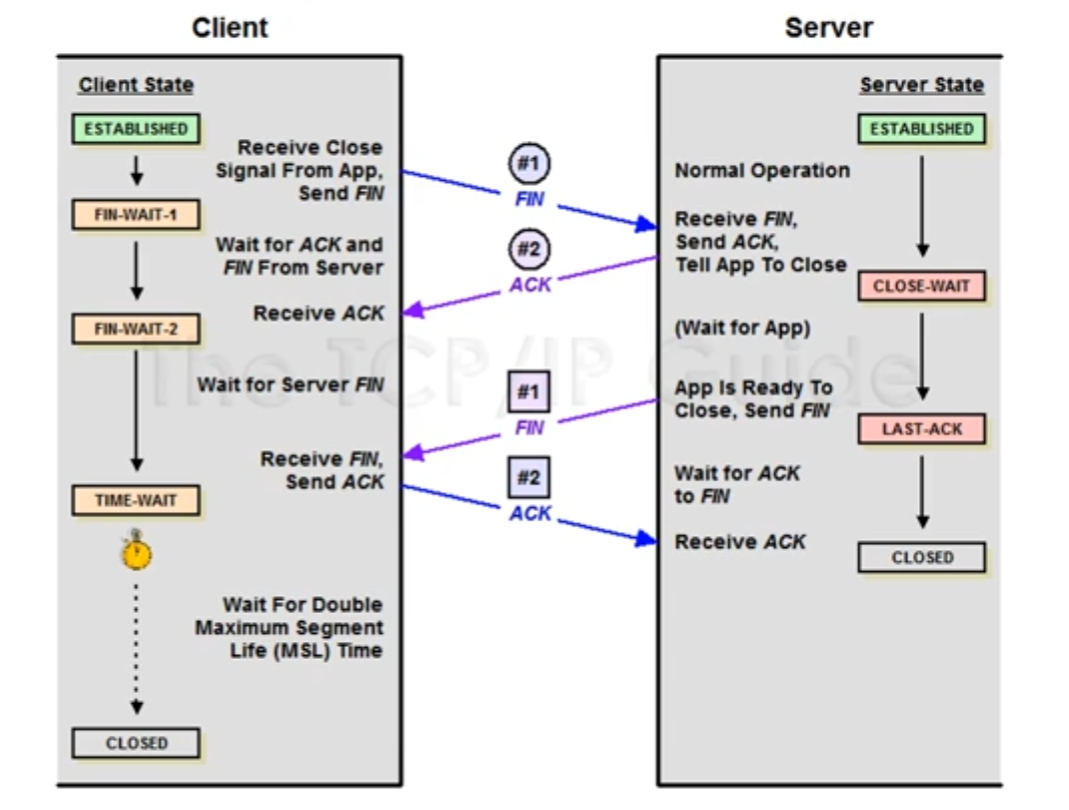 Client
Server
Client State
ESTABLISHED
Receive Close
Signal From App,
Send FIN
FIN-WAIT-1
Wait for ACK and
FIN From Server
Receive ACK
FIN-WAIT-2
Wait for Server FIN
Receive FIN,
Send ACK
TIME-WAIT
Wait For Double
Maximum Segment
Life (MSL) Time
CLOSED
#1
FIN
#2
ACK
#1
FIN
#2
ACK
Server State
ESTABLISHED
Normal Operation
Receive FIN,
Send ACK,
Tell App To Close
CLOSE-WAIT
(Wait for App)
App Is Ready To
Close, Send FIN
LAST-ACK
Wait for ACK
to FIN
Receive ACK
CLOSED
The TCP/IP Guide